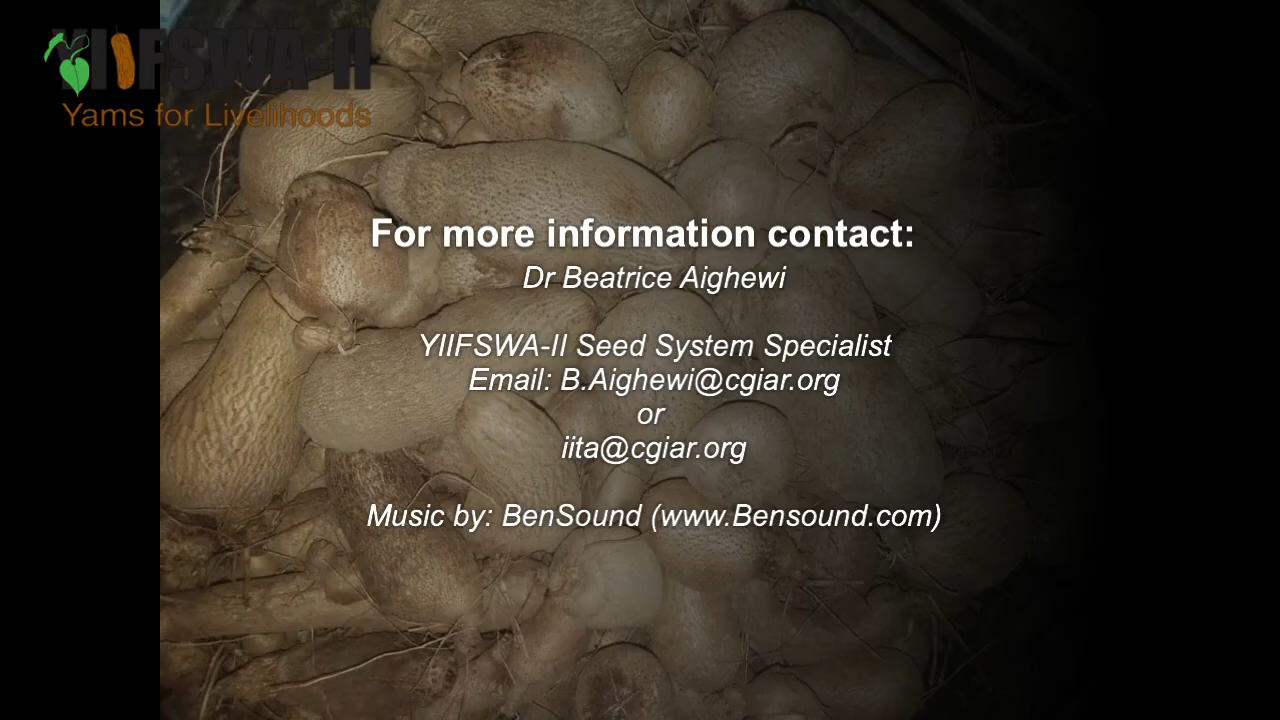 YIIFSWA-II
Yams for Livelihoods
For more information contact:
Dr Beatrice Aighewi
YIIFSWA-II Seed System Specialist
Email: B.Aighewi@cgiar.org
or
iita@cgiar.org
Music by: BenSound (www.Bensound.com)